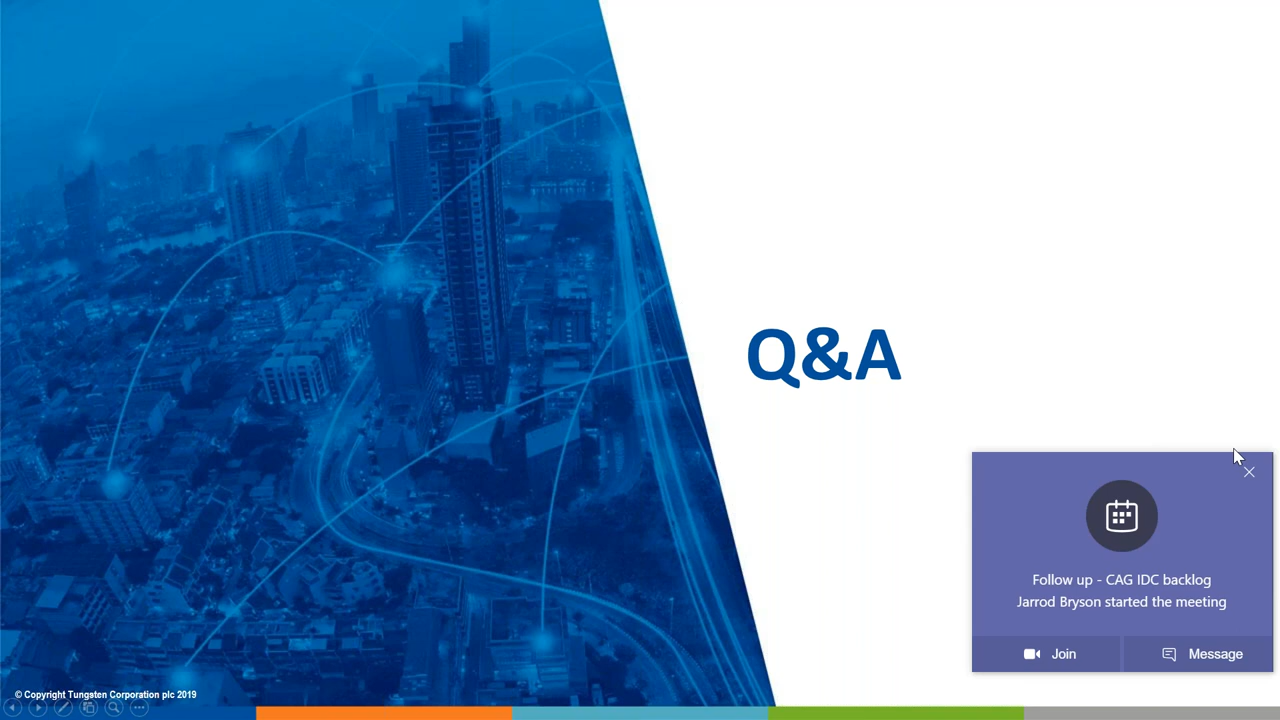 Q&A
Follow up - CAG IDC backlog
Jarrod Bryson started the meeting
Join
Message
© Copyright Tungsten Corporation plc 2019